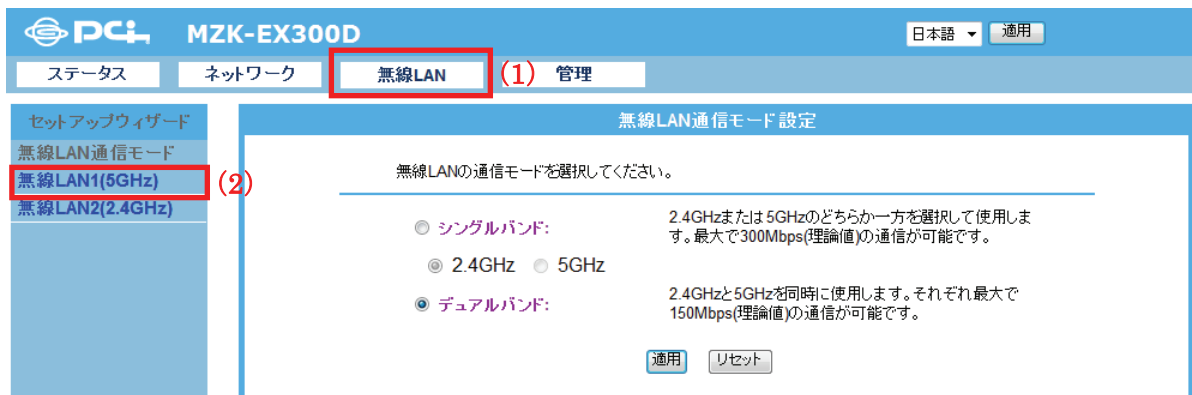 PCi MZK-EX300D 日本語 適用
ステータス ネットワーク 無線LAN (1) 管理
セットアップウィザード
無線LAN通信モード
無線LAN1(5GHz) (2)
無線LAN2(2.4GHz)
無線LAN通信モード設定
無線LANの通信モードを選択してください。
シングルバンド:
2.4GHzまたは5GHzのどちらか一方を選択して使用しま
す。最大で300Mbps(理論値)の通信が可能です。
2.4GHz 5GHz
デュアルバンド:
2.4GHzと5GHzを同時に使用します。それぞれ最大で
150Mbps(理論値)の通信が可能です。
適用 リセット